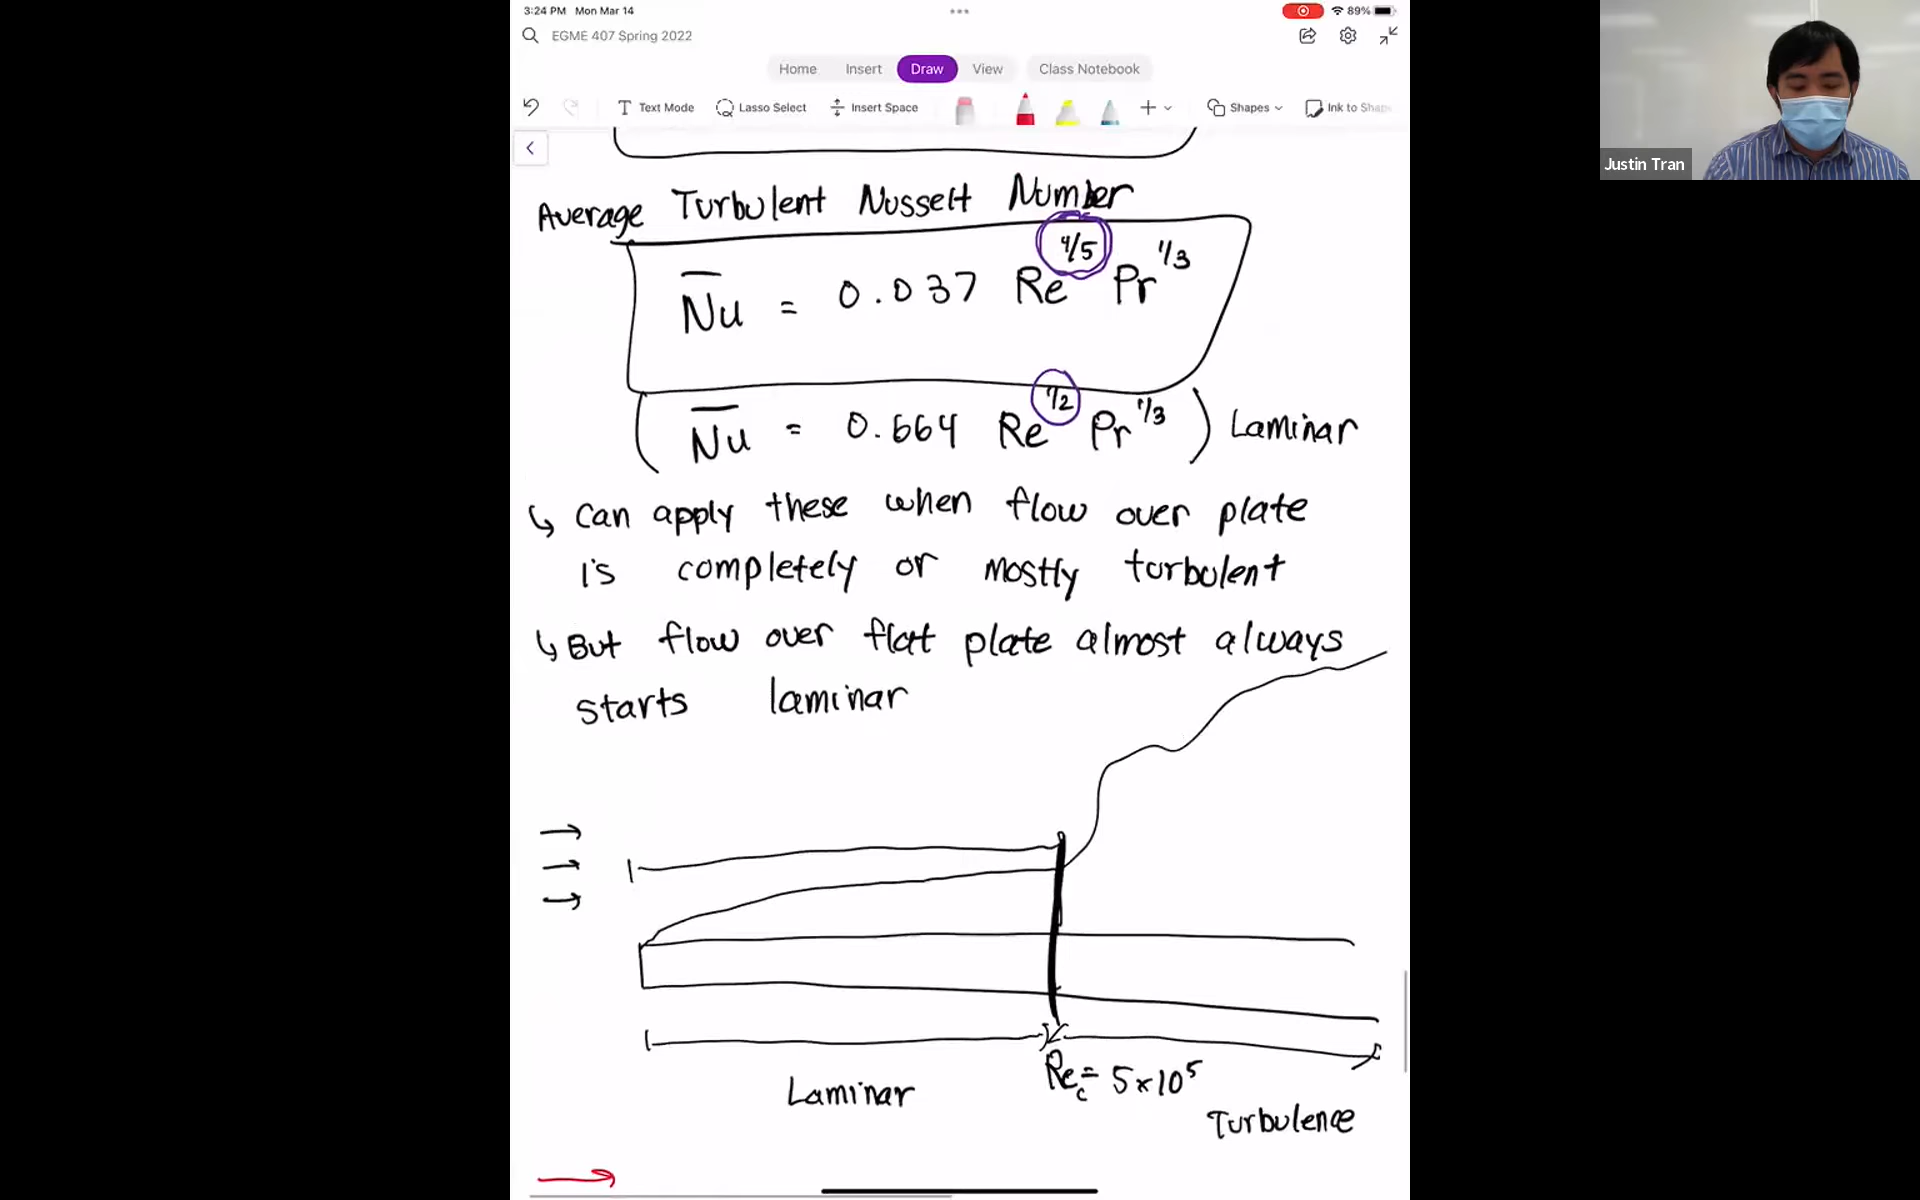 3:24 PM Mon Mar 14
89%
EGME 407 Spring 2022
Home Insert Draw View Class Notebook
Text Mode Lasso Select Insert Space Shapes Ink to Shape
Justin Tran
Average Turbulent Nusselt Number
N̅u̅ = 0.037 Re^4/5 Pr^1/3
( N̅u̅ = 0.664 Re^1/2 Pr^1/3 ) Laminar
↳ Can apply these when flow over plate
is completely or mostly turbulent
↳ But flow over flat plate almost always
starts laminar
Re_c = 5×10^5
Laminar
Turbulence